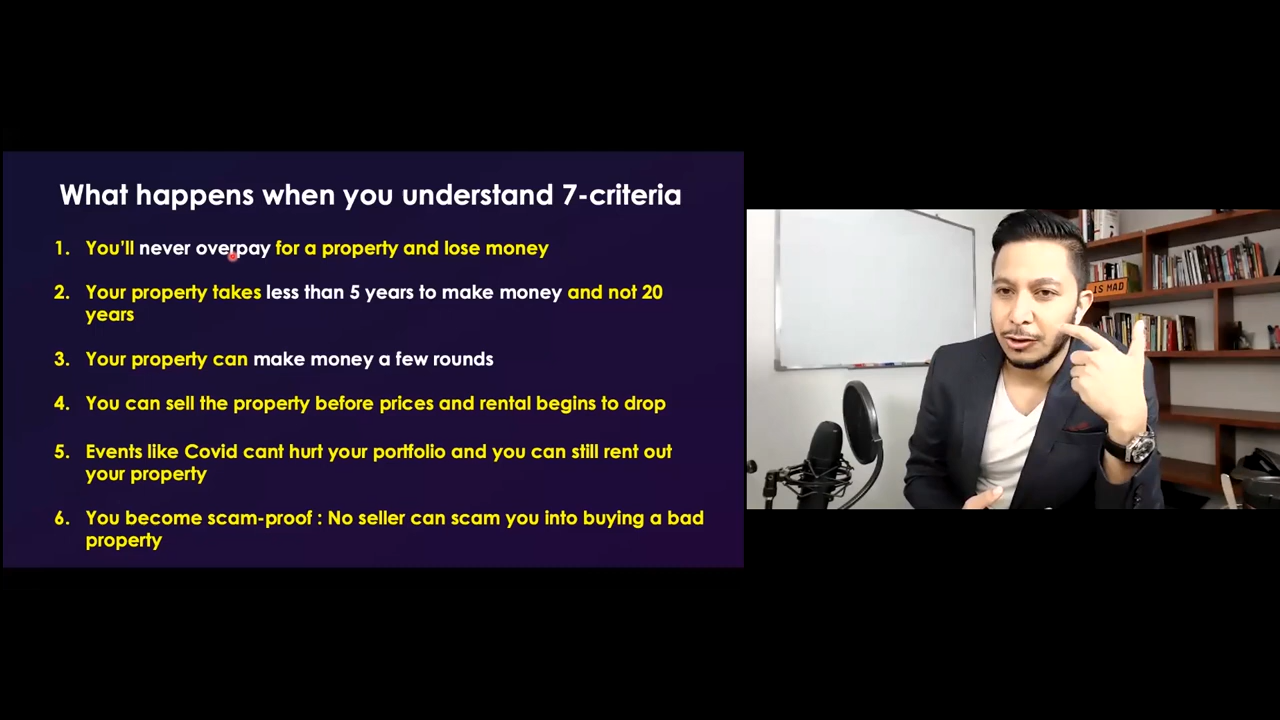 What happens when you understand 7-criteria
1. You'll never overpay for a property and lose money
2. Your property takes less than 5 years to make money and not 20
years
3. Your property can make money a few rounds
4. You can sell the property before prices and rental begins to drop
5. Events like Covid cant hurt your portfolio and you can still rent out
your property
6. You become scam-proof : No seller can scam you into buying a bad
property
IS MAD